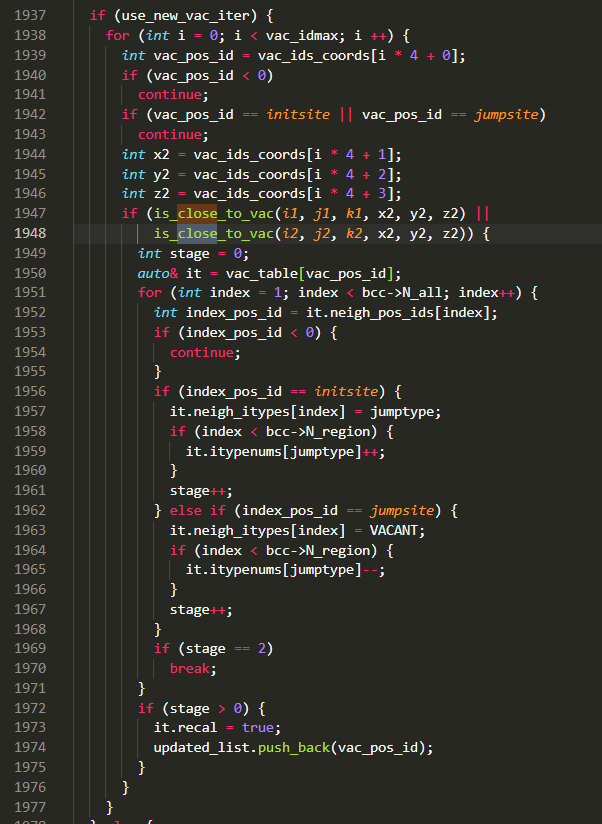 1937 if (use_new_vac_iter) {
1938 for (int i = 0; i < vac_idmax; i ++) {
1939 int vac_pos_id = vac_ids_coords[i * 4 + 0];
1940 if (vac_pos_id < 0)
1941 continue;
1942 if (vac_pos_id == initsite || vac_pos_id == jumpsite)
1943 continue;
1944 int x2 = vac_ids_coords[i * 4 + 1];
1945 int y2 = vac_ids_coords[i * 4 + 2];
1946 int z2 = vac_ids_coords[i * 4 + 3];
1947 if (is_close_to_vac(i1, j1, k1, x2, y2, z2) ||
1948 is_close_to_vac(i2, j2, k2, x2, y2, z2)) {
1949 int stage = 0;
1950 auto& it = vac_table[vac_pos_id];
1951 for (int index = 1; index < bcc->N_all; index++) {
1952 int index_pos_id = it.neigh_pos_ids[index];
1953 if (index_pos_id < 0) {
1954 continue;
1955 }
1956 if (index_pos_id == initsite) {
1957 it.neigh_itypes[index] = jumptype;
1958 if (index < bcc->N_region) {
1959 it.itypenums[jumptype]++;
1960 }
1961 stage++;
1962 } else if (index_pos_id == jumpsite) {
1963 it.neigh_itypes[index] = VACANT;
1964 if (index < bcc->N_region) {
1965 it.itypenums[jumptype]--;
1966 }
1967 stage++;
1968 }
1969 if (stage == 2)
1970 break;
1971 }
1972 if (stage > 0) {
1973 it.recal = true;
1974 updated_list.push_back(vac_pos_id);
1975 }
1976 }
1977 }